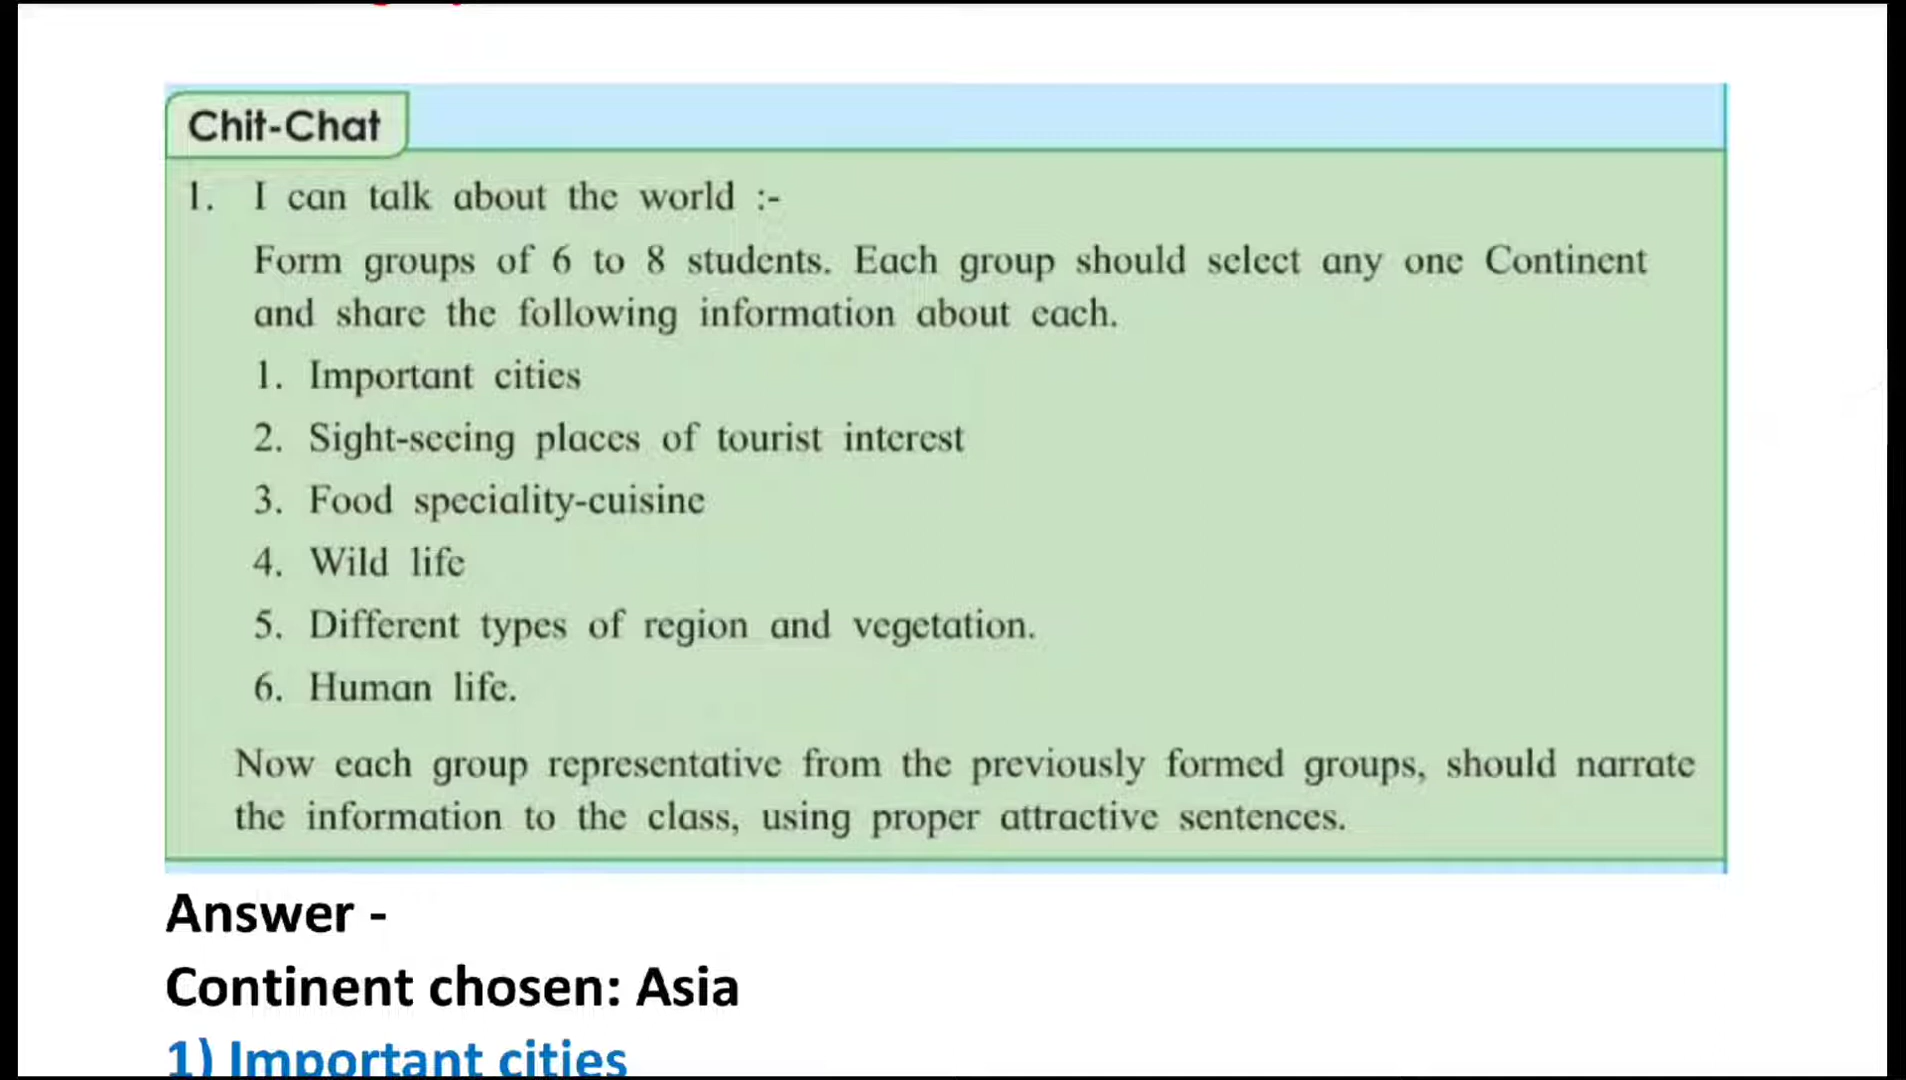 Chit-Chat
1. I can talk about the world :-
Form groups of 6 to 8 students. Each group should select any one Continent
and share the following information about each.
1. Important cities
2. Sight-seeing places of tourist interest
3. Food speciality-cuisine
4. Wild life
5. Different types of region and vegetation.
6. Human life.
Now each group representative from the previously formed groups, should narrate
the information to the class, using proper attractive sentences.
Answer -
Continent chosen: Asia
1) Important cities